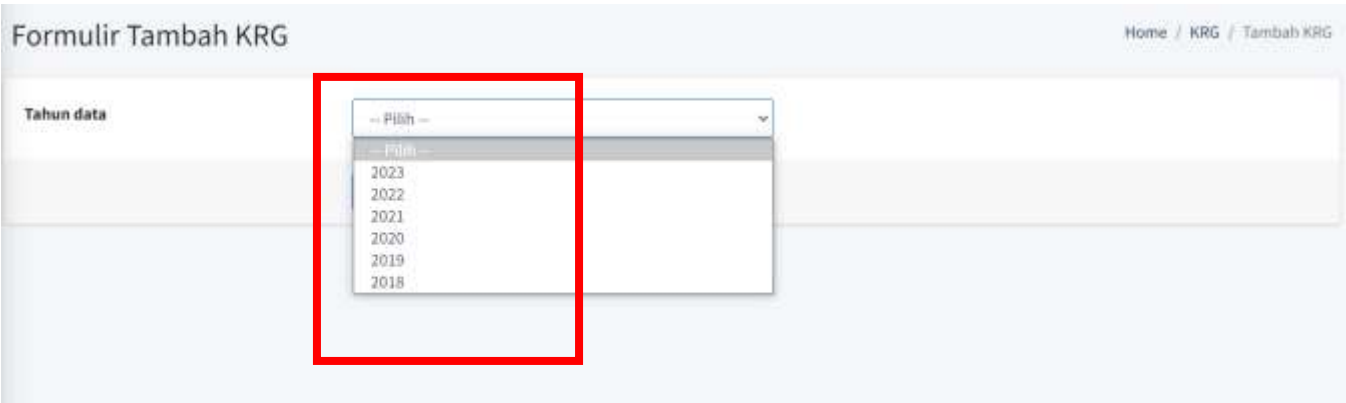 Formulir Tambah KRG
Home / KRG / Tambah KRG
Tahun data
-- Pilih --
-- Pilih --
2023
2022
2021
2020
2019
2018